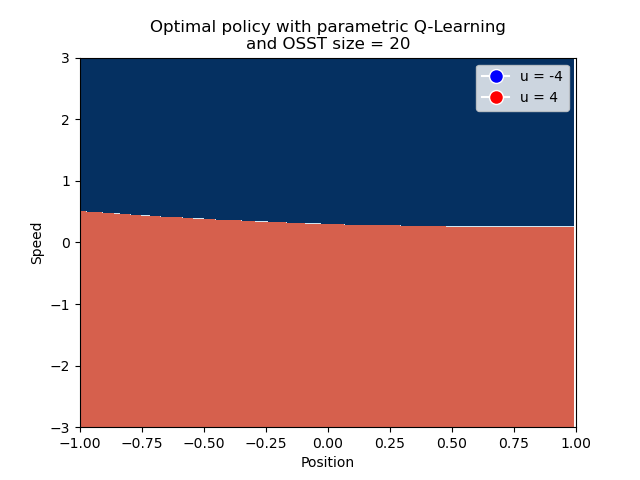 Optimal policy with parametric Q-Learning
and OSST size = 20
u = -4
u = 4
Speed
3
2
1
0
−1
−2
−3
−1.00 −0.75 −0.50 −0.25 0.00 0.25 0.50 0.75 1.00
Position